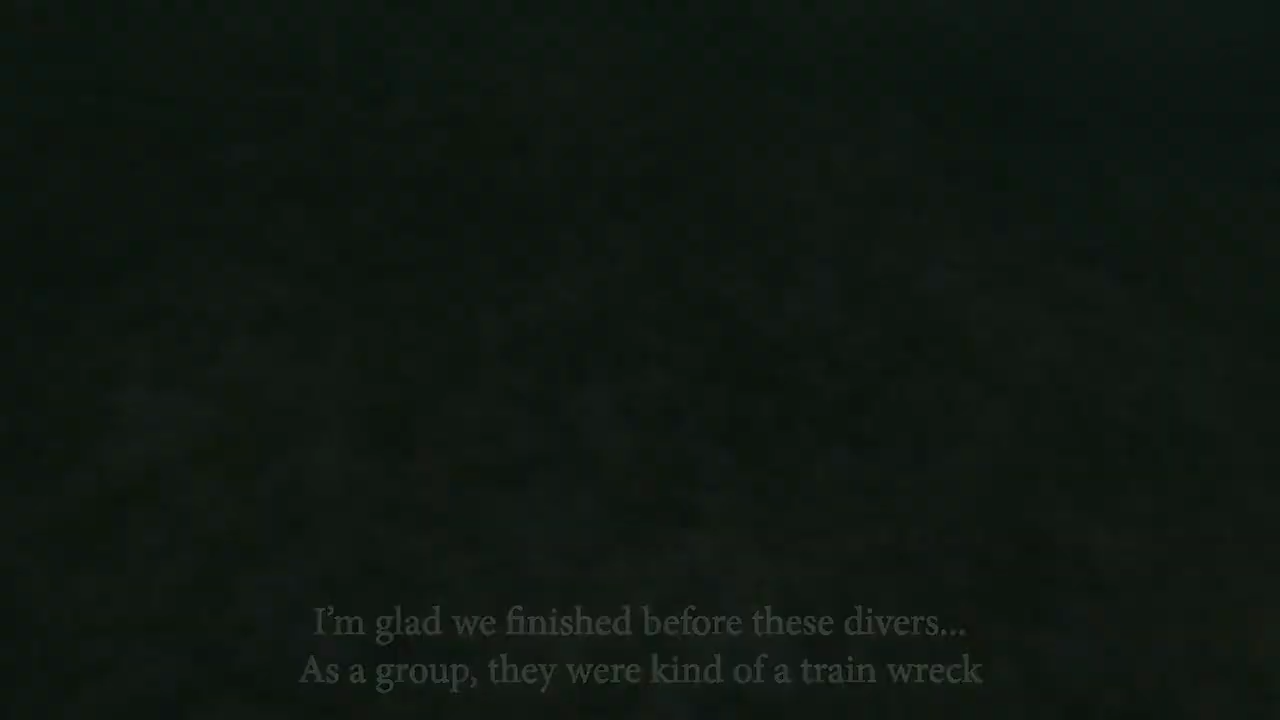 I’m glad we finished before these divers...
As a group, they were kind of a train wreck